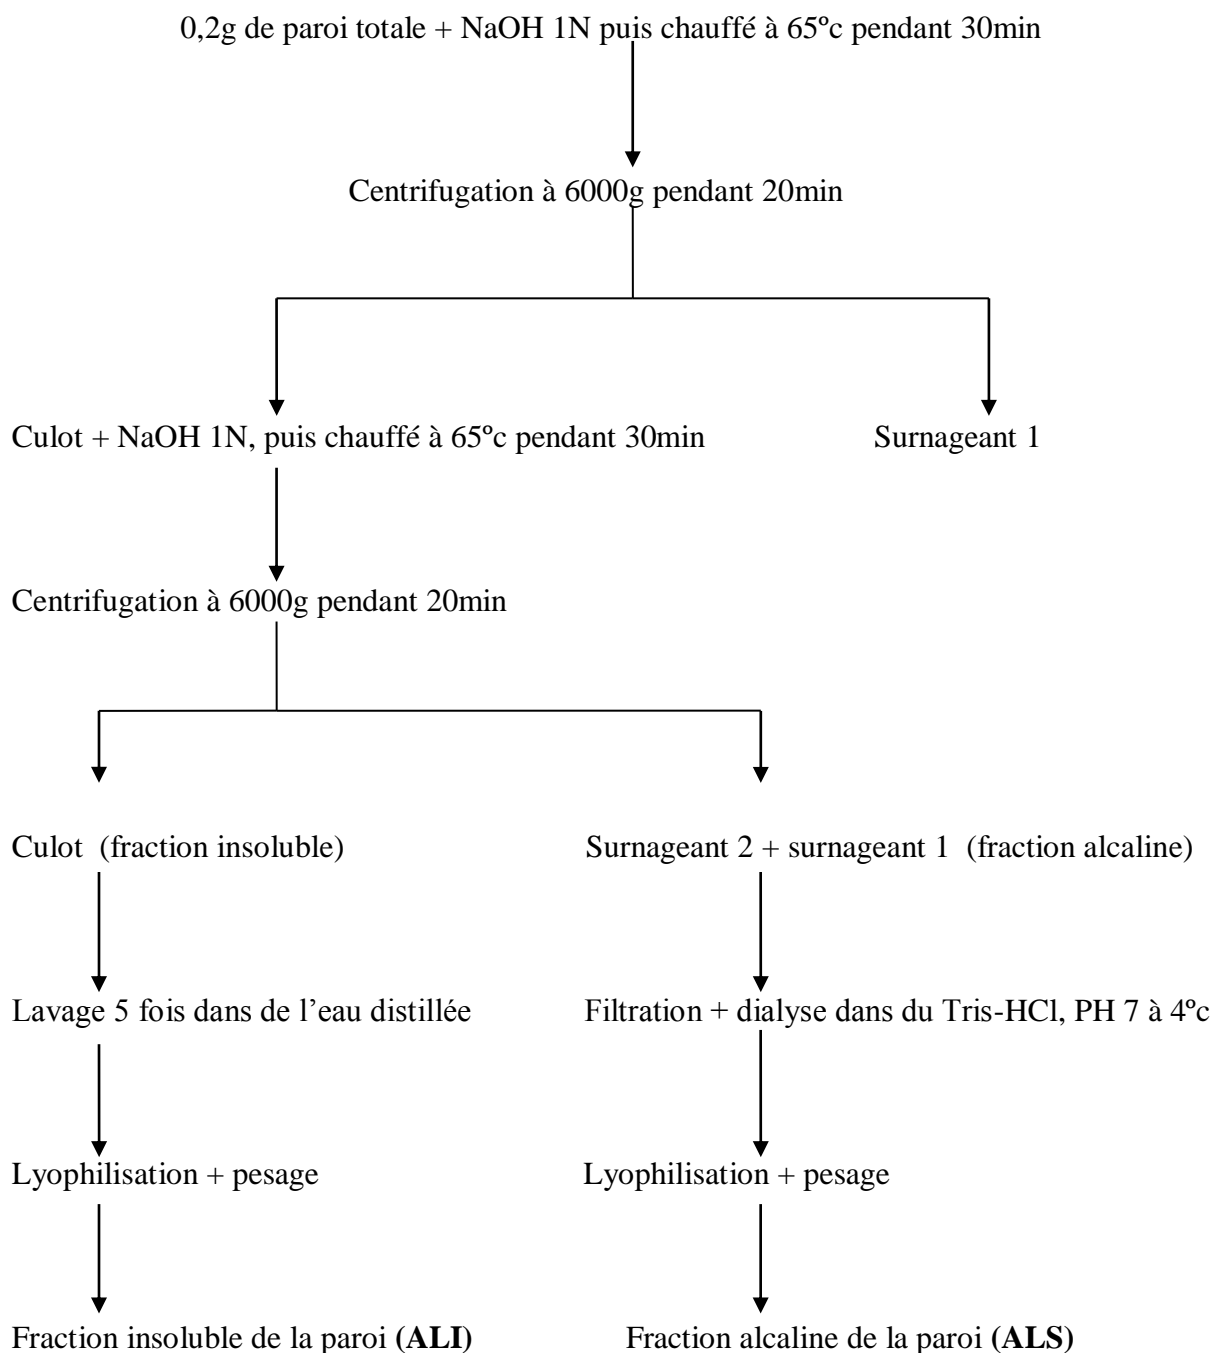 0,2g de paroi totale + NaOH 1N puis chauffé à 65ºc pendant 30min
Centrifugation à 6000g pendant 20min
Culot + NaOH 1N, puis chauffé à 65ºc pendant 30min
Surnageant 1
Centrifugation à 6000g pendant 20min
Culot (fraction insoluble)
Surnageant 2 + surnageant 1 (fraction alcaline)
Lavage 5 fois dans de l’eau distillée
Filtration + dialyse dans du Tris-HCl, PH 7 à 4ºc
Lyophilisation + pesage
Lyophilisation + pesage
Fraction insoluble de la paroi (ALI)
Fraction alcaline de la paroi (ALS)